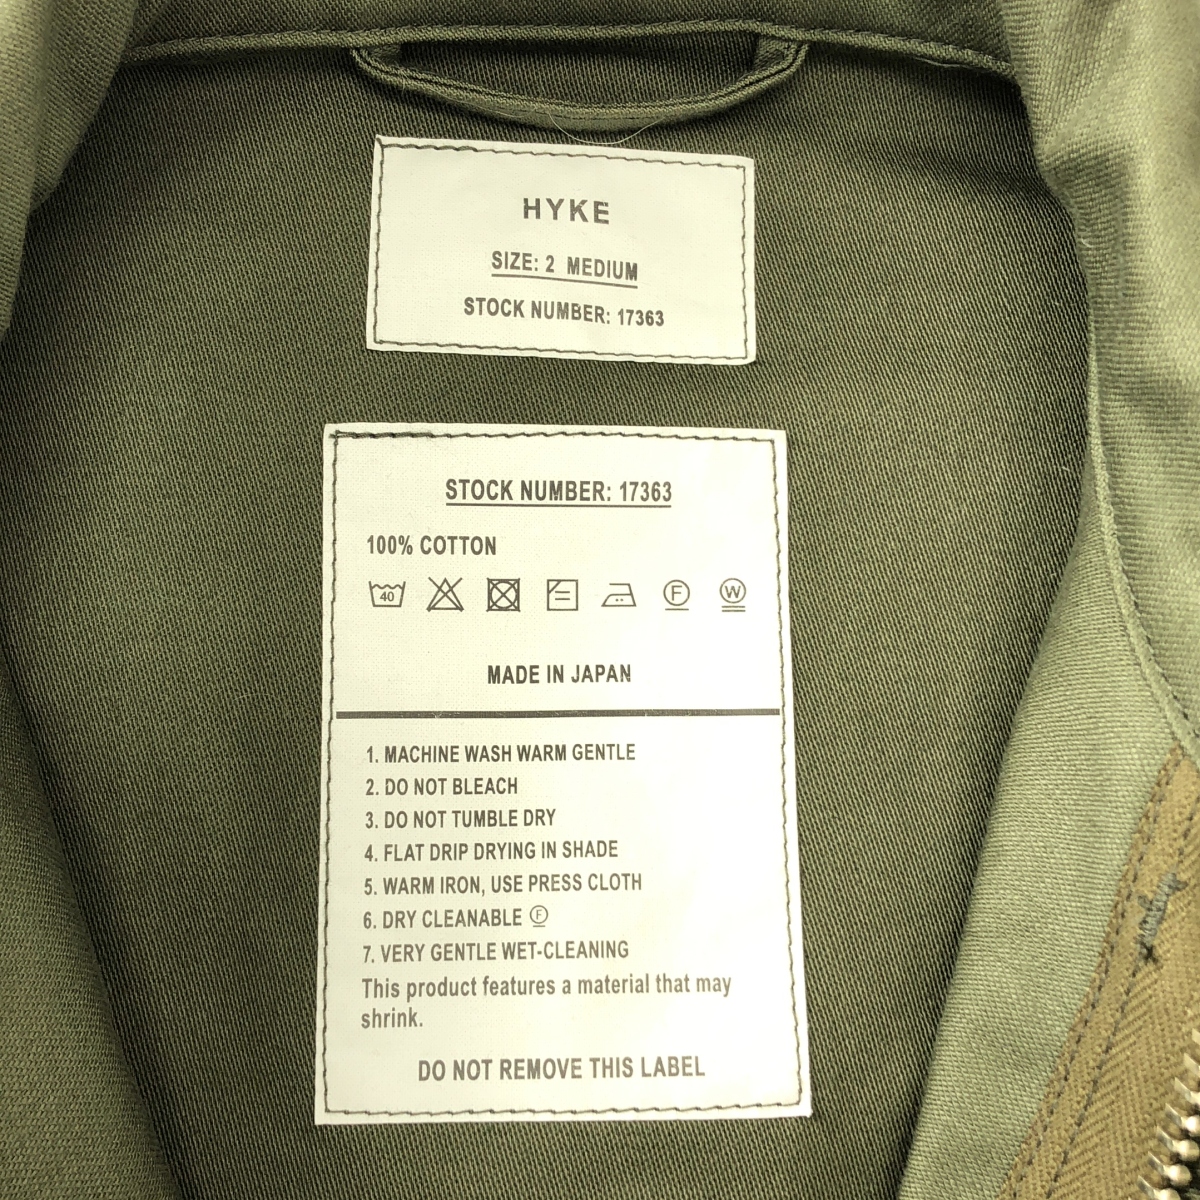 HYKE
SIZE: 2 MEDIUM
STOCK NUMBER: 17363
STOCK NUMBER: 17363
100% COTTON
40 F W
MADE IN JAPAN
1. MACHINE WASH WARM GENTLE
2. DO NOT BLEACH
3. DO NOT TUMBLE DRY
4. FLAT DRIP DRYING IN SHADE
5. WARM IRON, USE PRESS CLOTH
6. DRY CLEANABLE Ⓕ
7. VERY GENTLE WET-CLEANING
This product features a material that may
shrink.
DO NOT REMOVE THIS LABEL